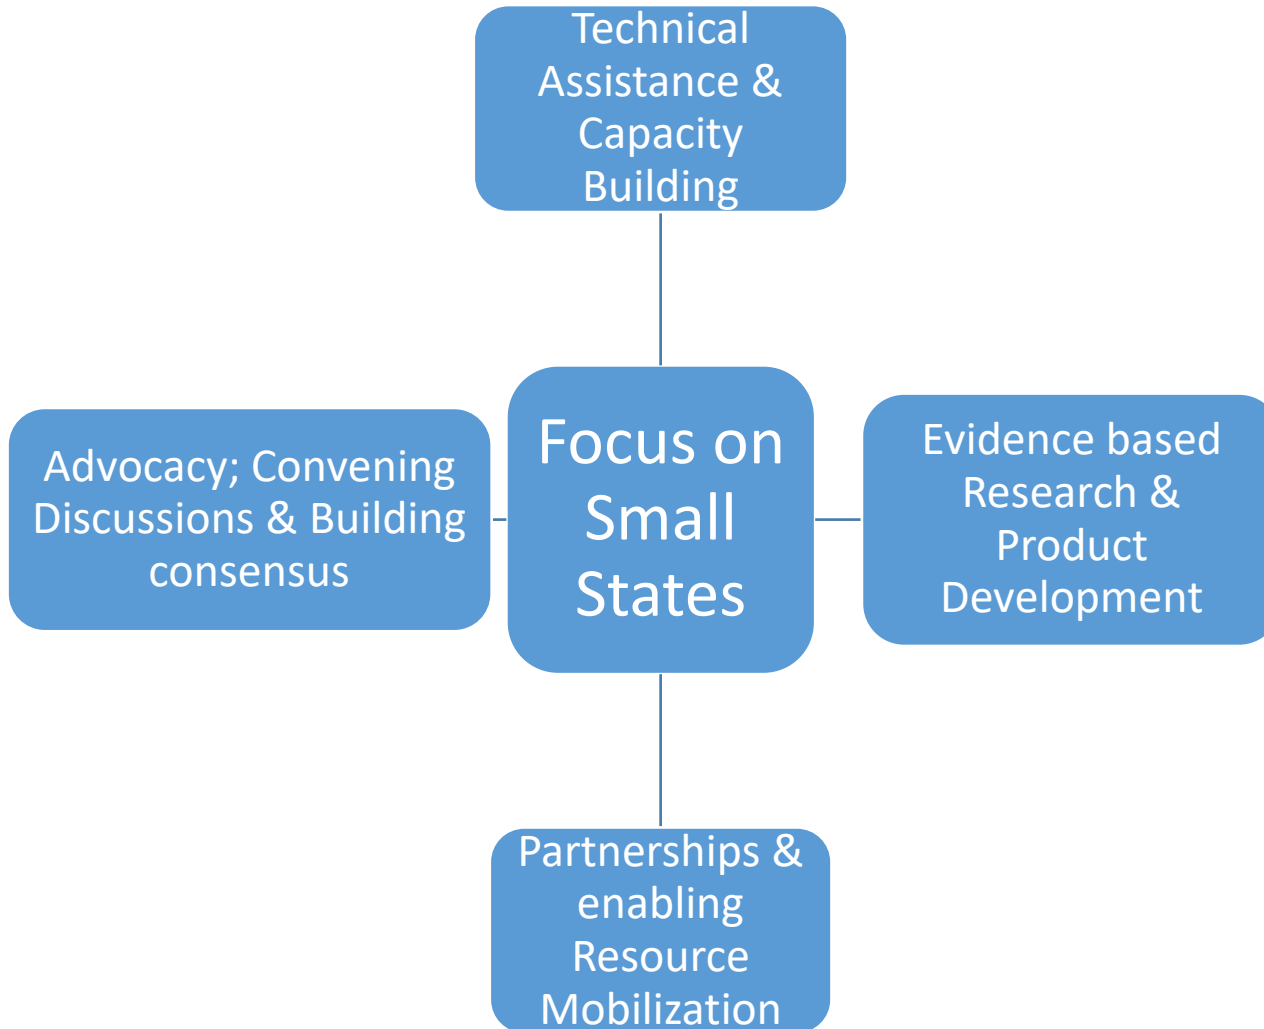 Technical
Assistance &
Capacity
Building
Advocacy; Convening
Discussions & Building
consensus
Focus on
Small
States
Evidence based
Research &
Product
Development
Partnerships &
enabling
Resource
Mobilization